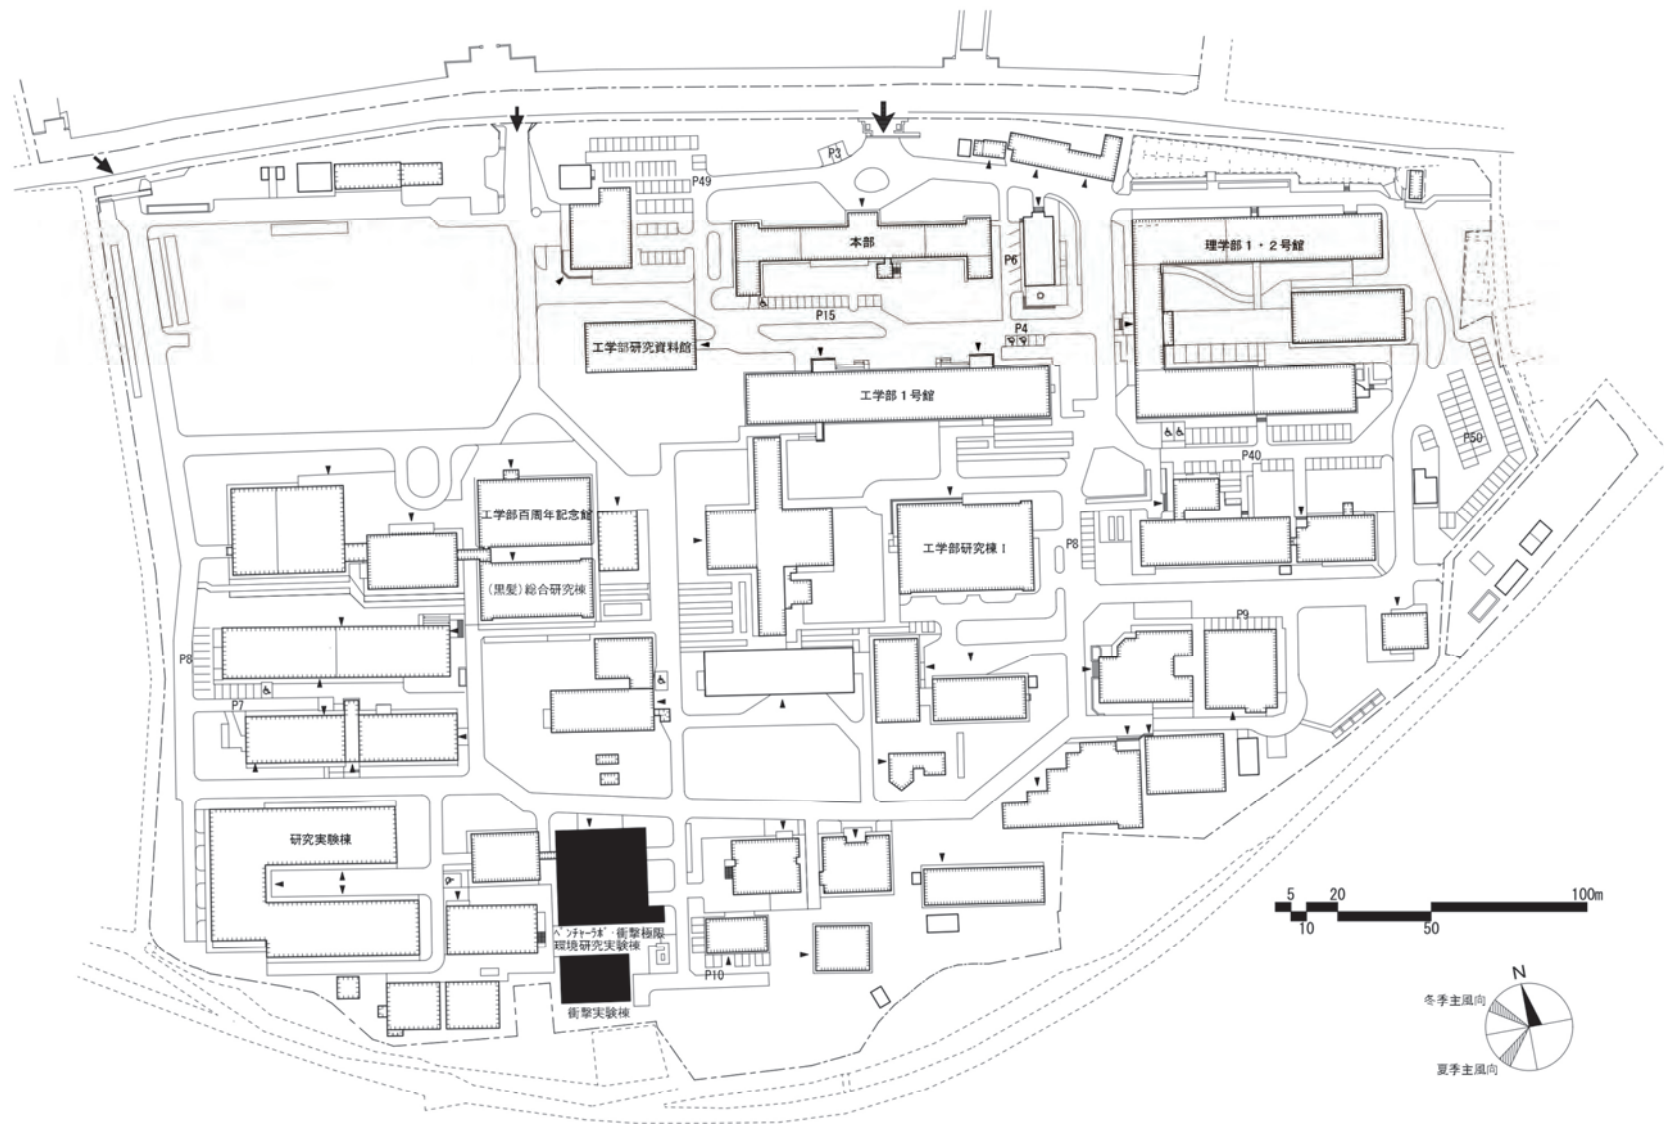 P3
P49
本部
P6
理学部1・2号館
P15
P4
工学部研究資料館
工学部1号館
P50
P40
工学部百周年記念館
工学部研究棟Ⅰ
P8
(黒髪)総合研究棟
P9
P8
P7
研究実験棟
ベンチャーラボ・衝撃極限
環境研究実験棟
P10
衝撃実験棟
5 20 100m
10 50
N
冬季主風向
夏季主風向